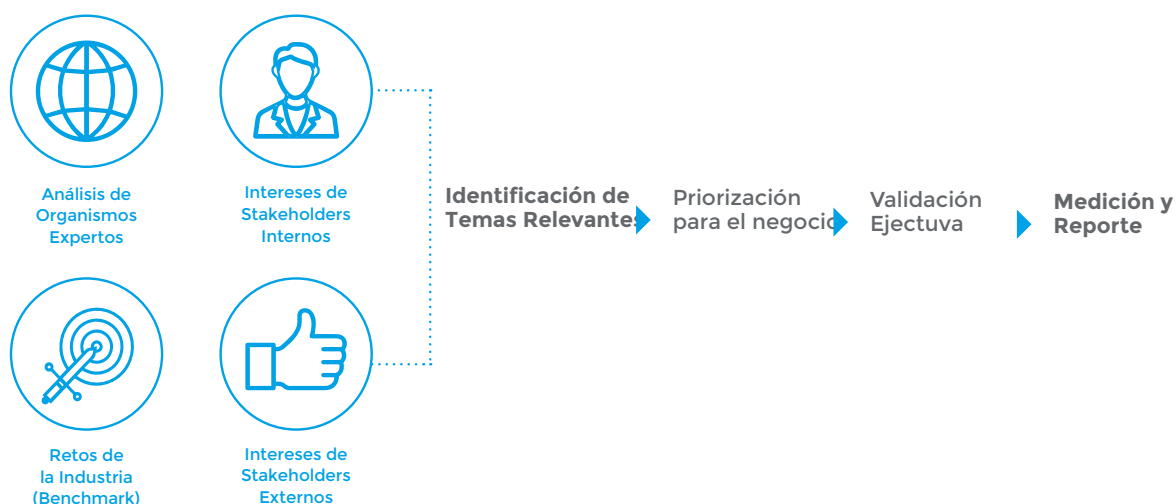 Análisis de
Organismos
Expertos
Intereses de
Stakeholders
Internos
Identificación de
Temas Relevantes
Priorización
para el negocio
Validación
Ejectuva
Medición y
Reporte
Retos de
la Industria
(Benchmark)
Intereses de
Stakeholders
Externos